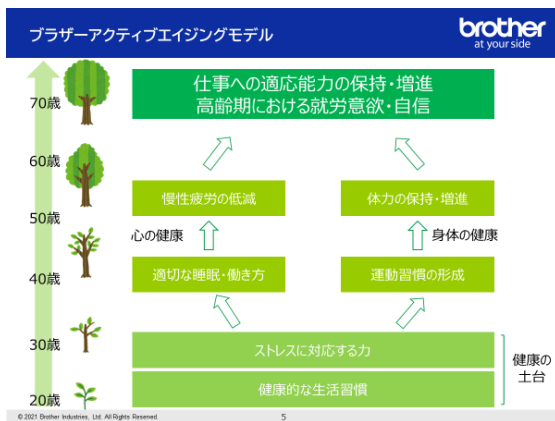 ブラザーアクティブエイジングモデル
brother
at your side
70歳
仕事への適応能力の保持・増進
高齢期における就労意欲・自信
60歳
慢性疲労の低減
体力の保持・増進
50歳
心の健康
身体の健康
40歳
適切な睡眠・働き方
運動習慣の形成
30歳
ストレスに対応する力
健康の
土台
健康的な生活習慣
20歳
© 2021 Brother Industries, Ltd. All Rights Reserved.
5